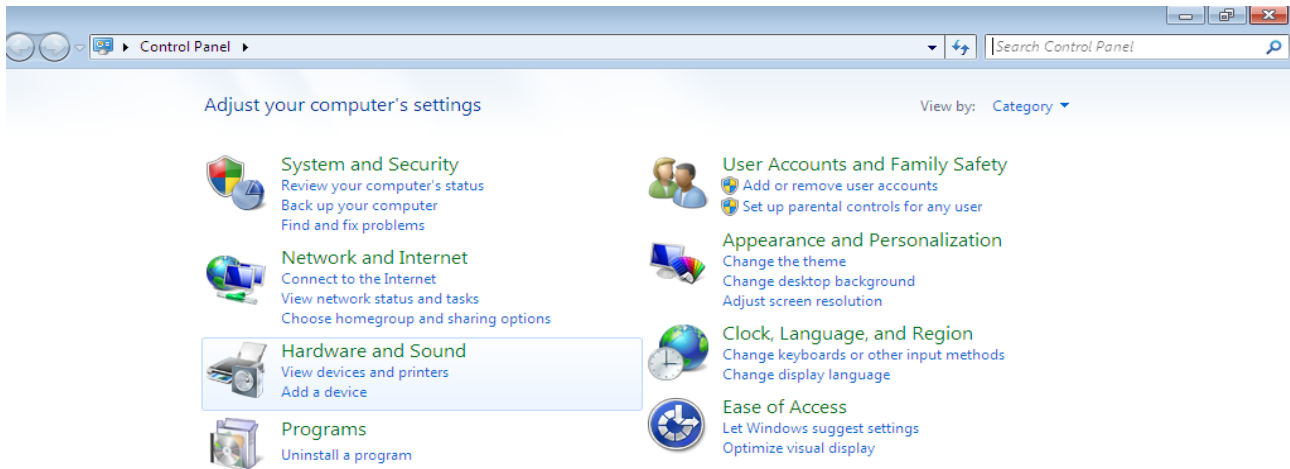 Control Panel
Search Control Panel
Adjust your computer's settings
View by: Category
System and Security
Review your computer's status
Back up your computer
Find and fix problems
Network and Internet
Connect to the Internet
View network status and tasks
Choose homegroup and sharing options
Hardware and Sound
View devices and printers
Add a device
Programs
Uninstall a program
User Accounts and Family Safety
Add or remove user accounts
Set up parental controls for any user
Appearance and Personalization
Change the theme
Change desktop background
Adjust screen resolution
Clock, Language, and Region
Change keyboards or other input methods
Change display language
Ease of Access
Let Windows suggest settings
Optimize visual display